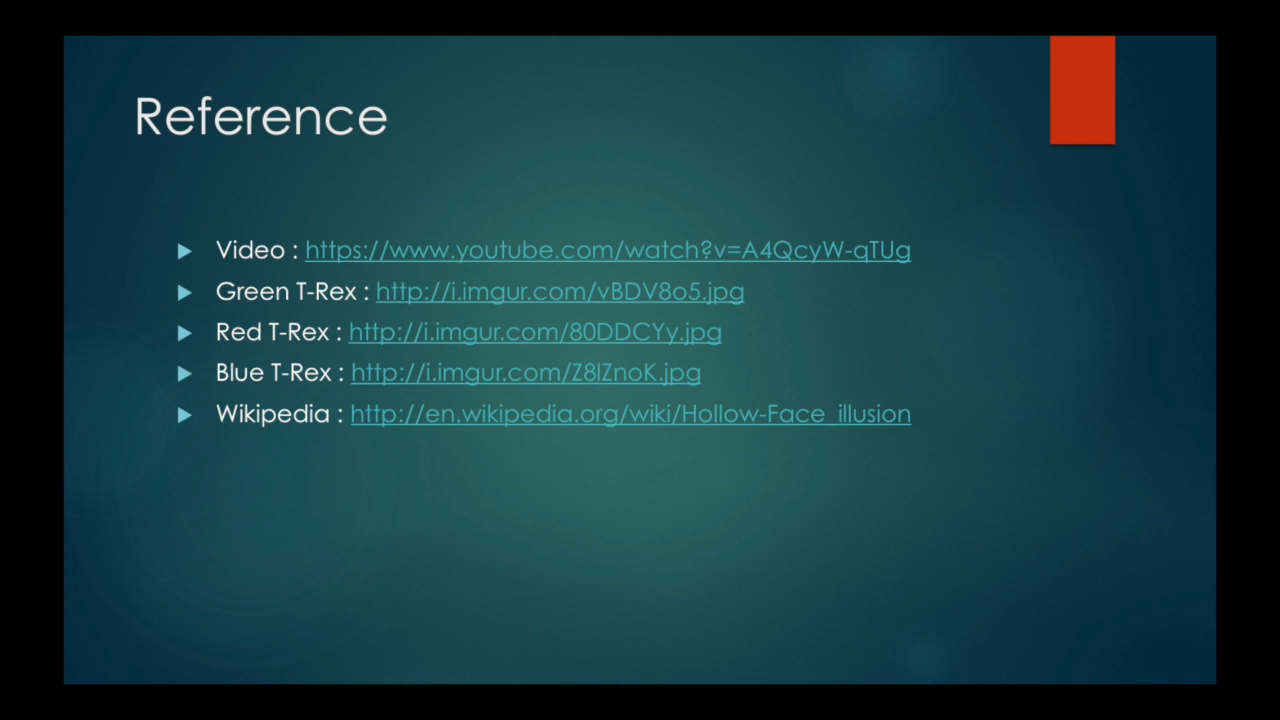 Reference
Video : https://www.youtube.com/watch?v=A4QcyW-qTUg
Green T-Rex : http://i.imgur.com/vBDV8o5.jpg
Red T-Rex : http://i.imgur.com/80DDCYy.jpg
Blue T-Rex : http://i.imgur.com/Z8lZnoK.jpg
Wikipedia : http://en.wikipedia.org/wiki/Hollow-Face_illusion